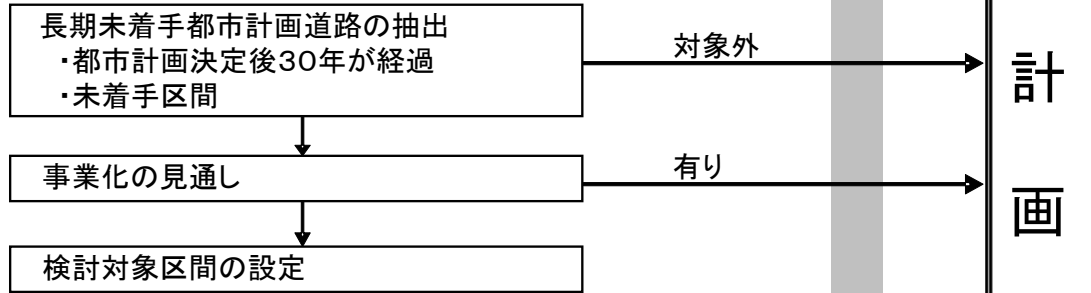 長期未着手都市計画道路の抽出
・都市計画決定後30年が経過
・未着手区間
対象外
事業化の見通し
有り
検討対象区間の設定
計
画